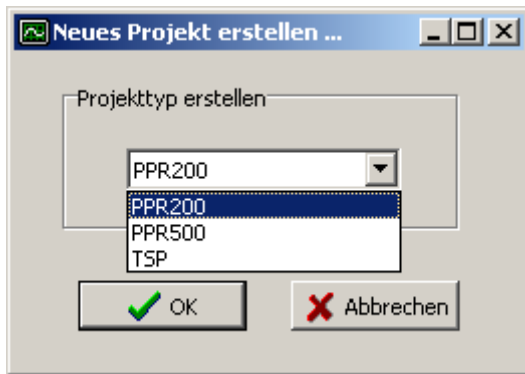 Neues Projekt erstellen ...
Projekttyp erstellen
PPR200
PPR200
PPR500
TSP
OK
Abbrechen